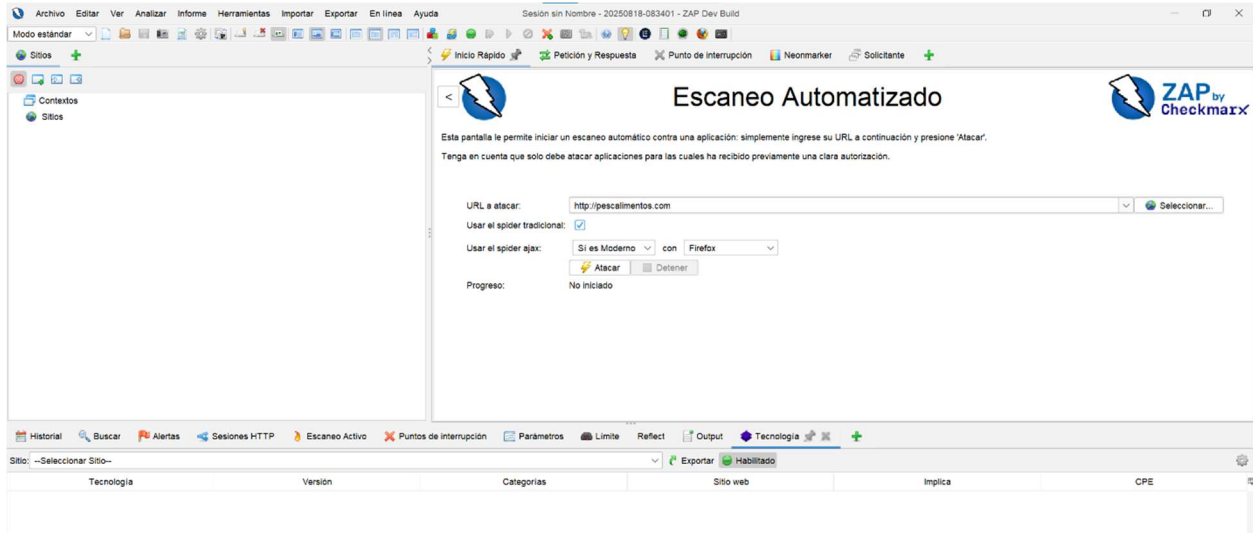 Archivo Editar Ver Analizar Informe Herramientas Importar Exportar En línea Ayuda
Sesión sin Nombre - 20250818-083401 - ZAP Dev Build
Modo estándar
Sitios
Inicio Rápido Petición y Respuesta Punto de interrupción Neonmarker Solicitante
Contextos
Sitios
<
Escaneo Automatizado
ZAP by
Checkmarx
Esta pantalla le permite iniciar un escaneo automático contra una aplicación: simplemente ingrese su URL a continuación y presione 'Atacar'.
Tenga en cuenta que solo debe atacar aplicaciones para las cuales ha recibido previamente una clara autorización.
URL a atacar: http://pescalimentos.com Seleccionar...
Usar el spider tradicional:
Usar el spider ajax: Si es Moderno con Firefox
Atacar Detener
Progreso: No iniciado
Historial Buscar Alertas Sesiones HTTP Escaneo Activo Puntos de interrupción Parámetros Límite Reflect Output Tecnología
Sitio: --Seleccionar Sitio-- Exportar Habilitado
Tecnología Versión Categorías Sitio web Implica CPE